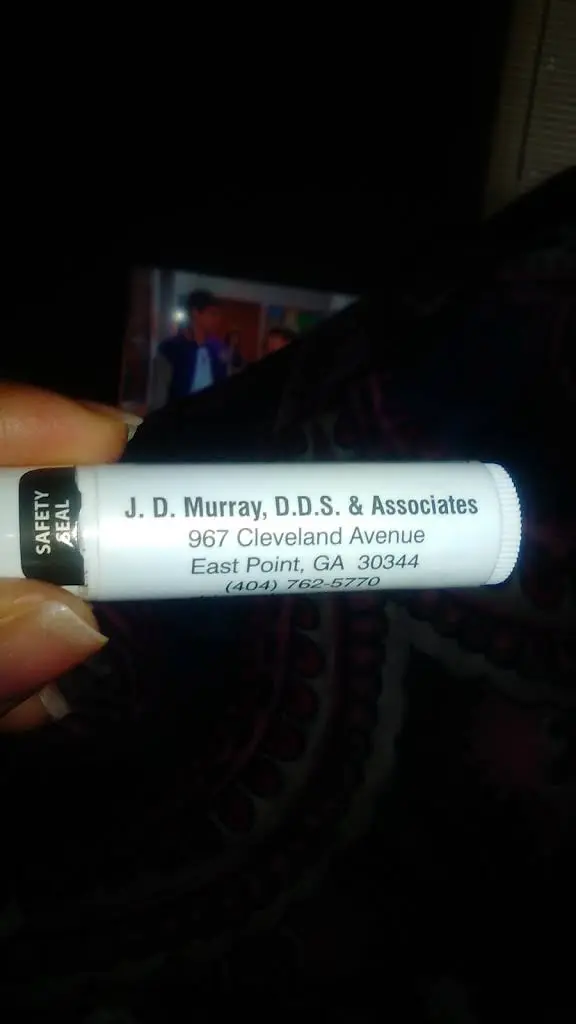 SAFETY
SEAL
J. D. Murray, D.D.S. & Associates
967 Cleveland Avenue
East Point, GA 30344
(404) 762-5770